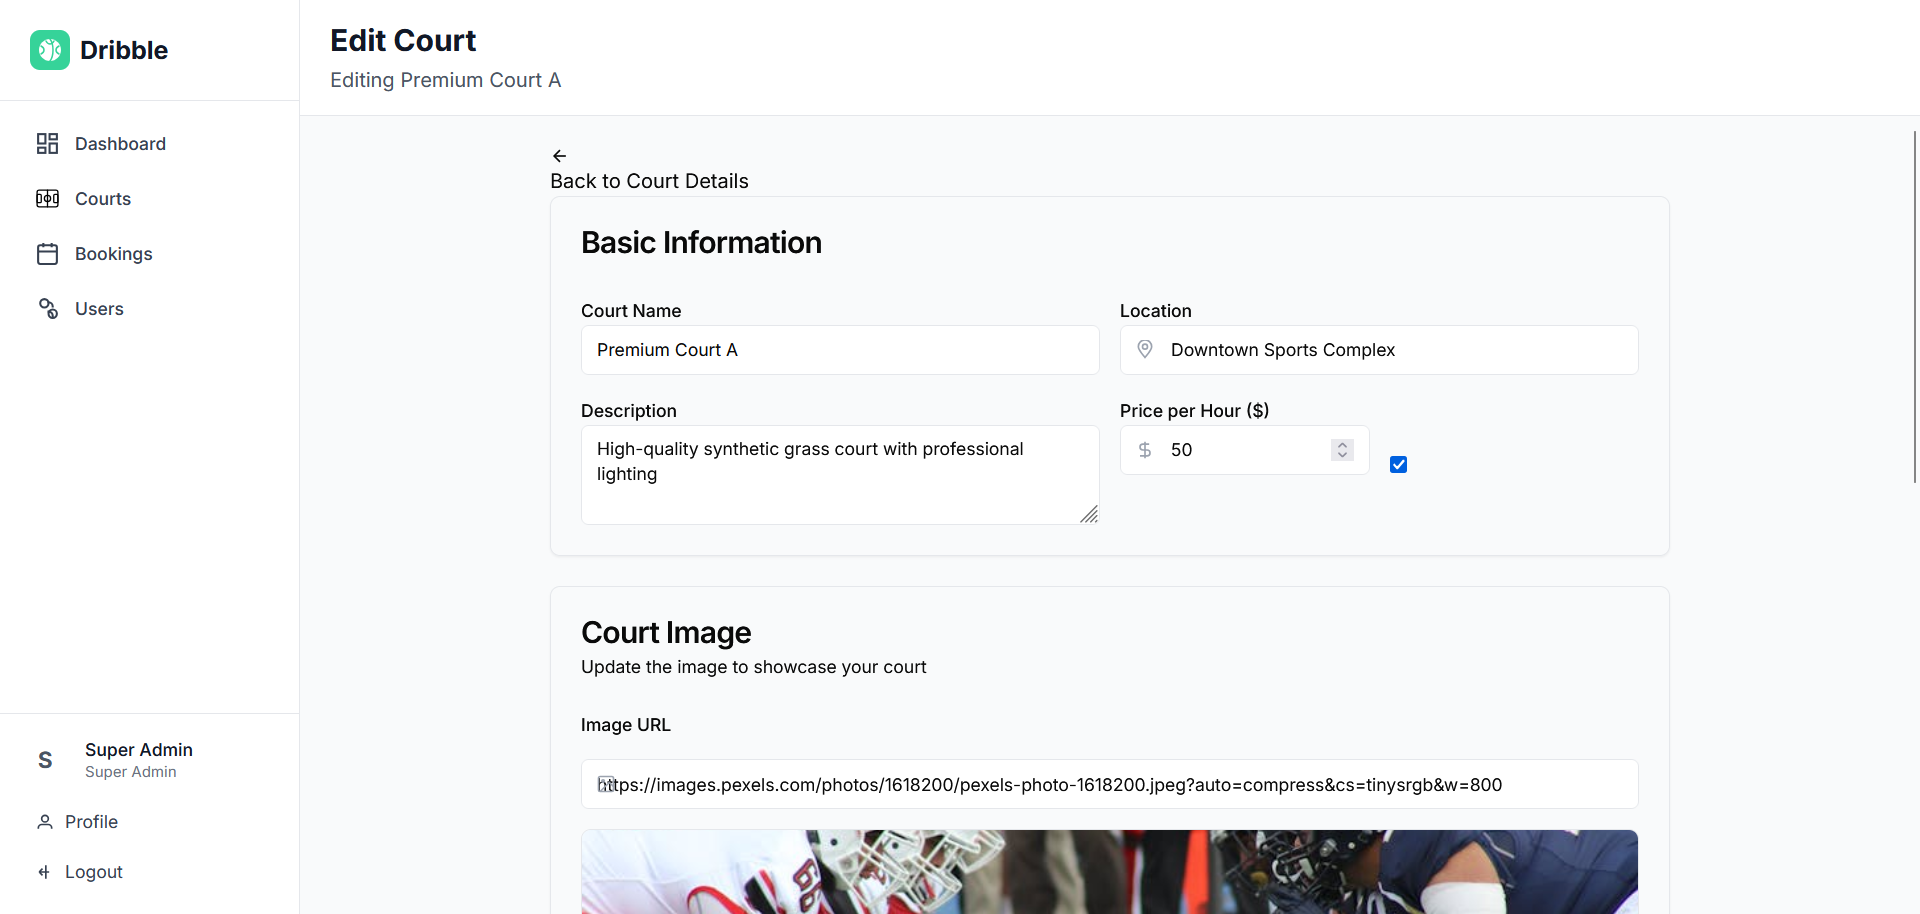 Dribble
Dashboard
Courts
Bookings
Users
S
Super Admin
Super Admin
Profile
Logout
Edit Court
Editing Premium Court A
Back to Court Details
Basic Information
Court Name
Premium Court A
Location
Downtown Sports Complex
Description
High-quality synthetic grass court with professional
lighting
Price per Hour ($)
$ 50
Court Image
Update the image to showcase your court
Image URL
https://images.pexels.com/photos/1618200/pexels-photo-1618200.jpeg?auto=compress&cs=tinysrgb&w=800